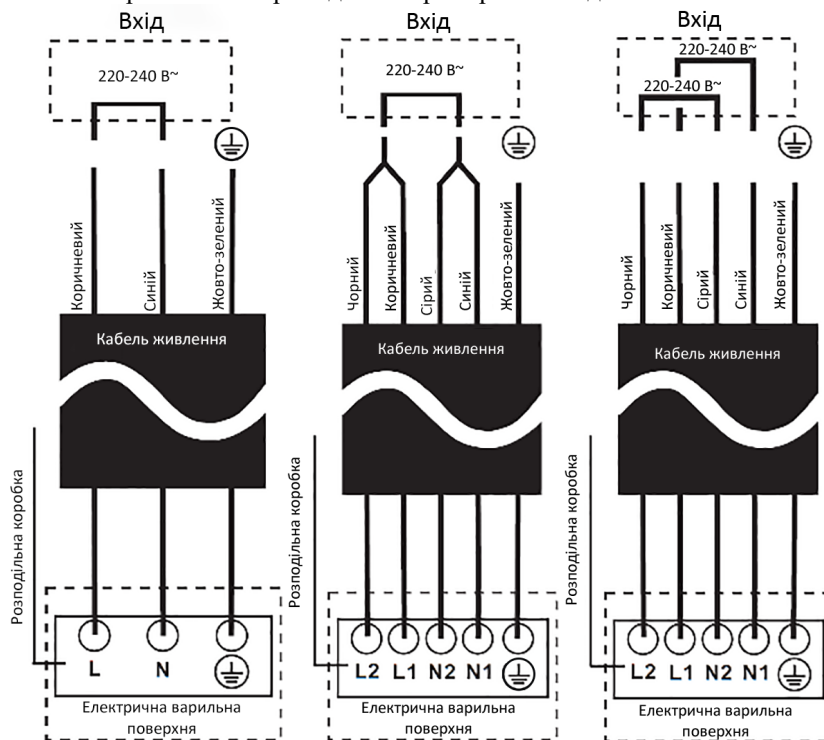 Вхід
220-240 В~
Коричневий
Синій
Жовто-зелений
Кабель живлення
Розподільна коробка
L N
Електрична варильна
поверхня
Вхід
220-240 В~
Чорний
Коричневий
Сірий
Синій
Жовто-зелений
Кабель живлення
Розподільна коробка
L2 L1 N2 N1
Електрична варильна
поверхня
Вхід
220-240 В~
220-240 В~
Чорний
Коричневий
Сірий
Синій
Жовто-зелений
Кабель живлення
Розподільна коробка
L2 L1 N2 N1
Електрична варильна
поверхня